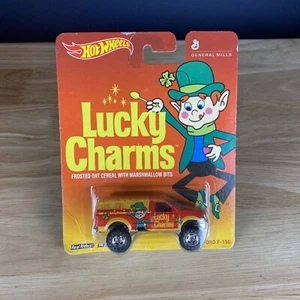 Hot Wheels
GENERAL MILLS
Lucky
Charms
FROSTED OAT CEREAL WITH MARSHMALLOW BITS
Lucky
Charms
Real Riders
FORD F-150